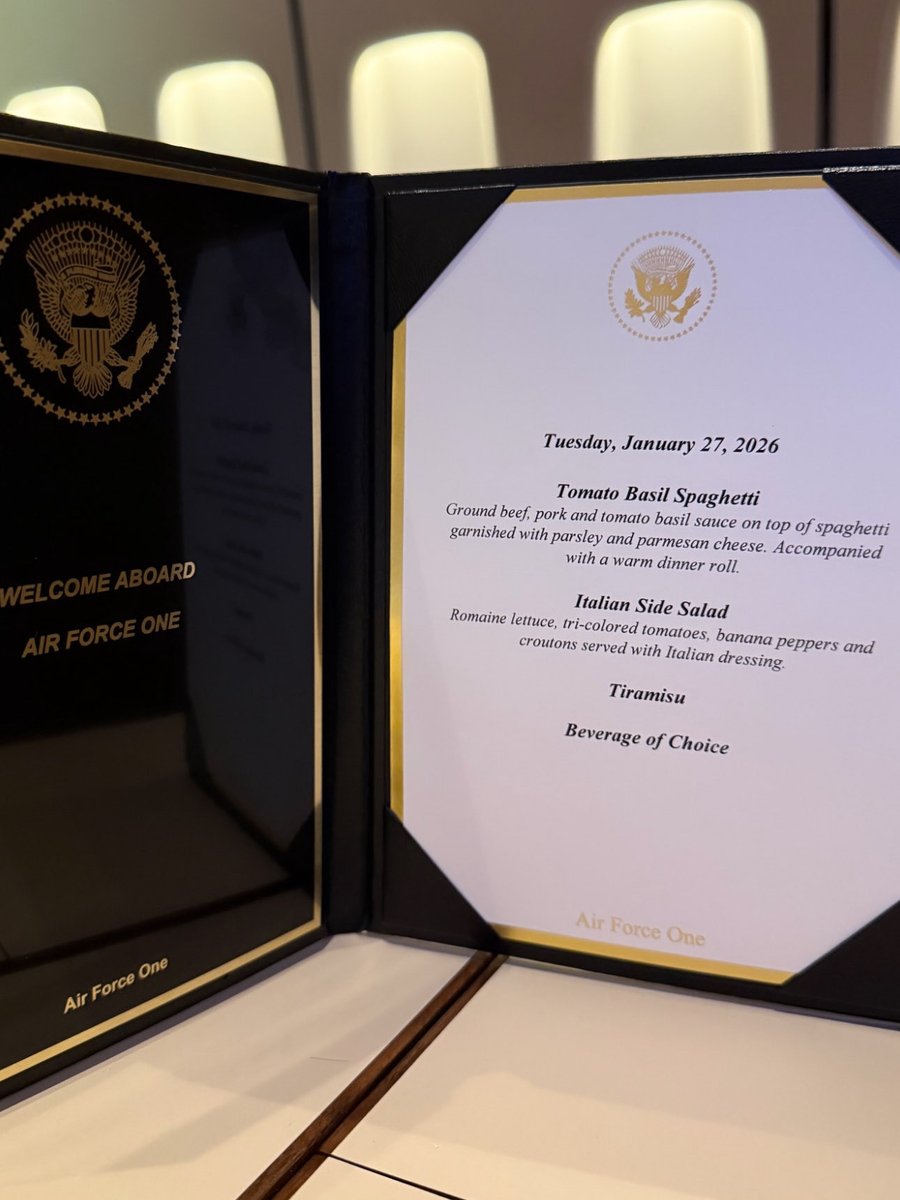 WELCOME ABOARD
AIR FORCE ONE
Air Force One
Tuesday, January 27, 2026
Tomato Basil Spaghetti
Ground beef, pork and tomato basil sauce on top of spaghetti
garnished with parsley and parmesan cheese. Accompanied
with a warm dinner roll.
Italian Side Salad
Romaine lettuce, tri-colored tomatoes, banana peppers and
croutons served with Italian dressing.
Tiramisu
Beverage of Choice
Air Force One